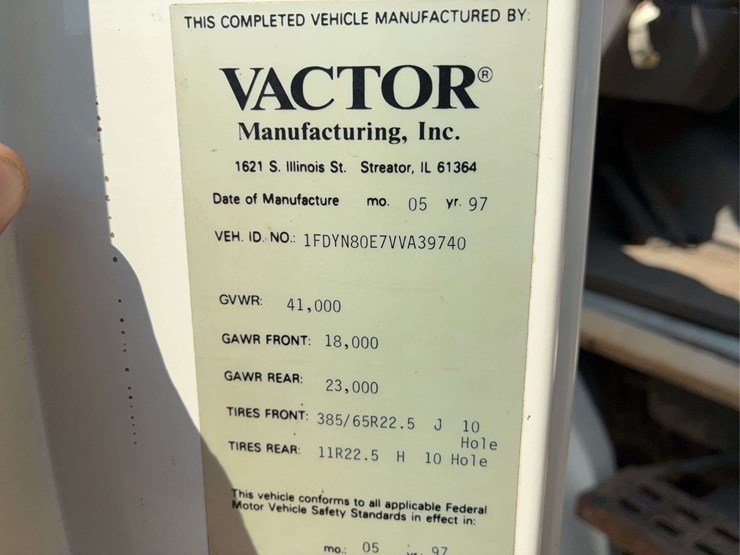 THIS COMPLETED VEHICLE MANUFACTURED BY:
VACTOR®
Manufacturing, Inc.
1621 S. Illinois St. Streator, IL 61364
Date of Manufacture mo. 05 yr. 97
VEH. ID. NO.: 1FDYN80E7VVA39740
GVWR: 41,000
GAWR FRONT: 18,000
GAWR REAR: 23,000
TIRES FRONT: 385/65R22.5 J 10
Hole
TIRES REAR: 11R22.5 H 10 Hole
This vehicle conforms to all applicable Federal
Motor Vehicle Safety Standards in effect in:
mo.: 05 97